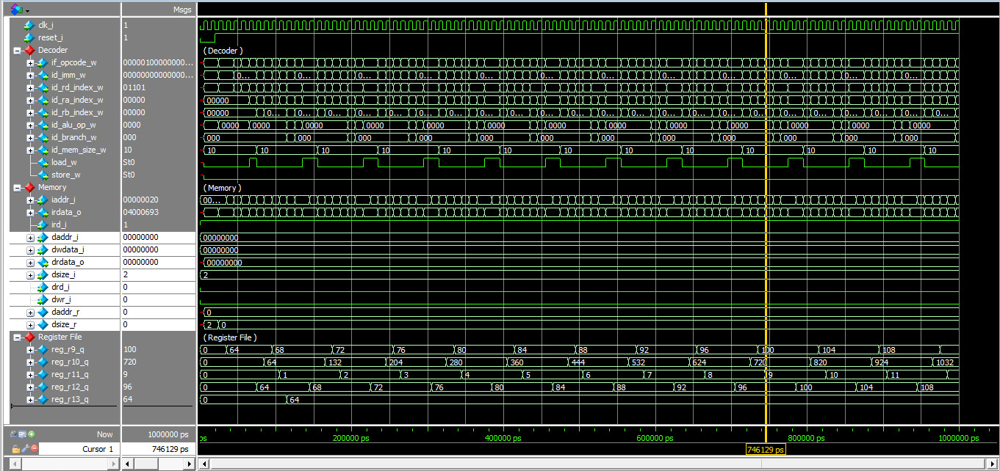 Msgs
clk_i 1
reset_i 1
Decoder (Decoder)
if_opcode_w 00000100000000...
id_imm_w 00000000000000... 0... 0... 0... 0... 0... 0... 0... 0... 0... 0... 0... 0...
id_rd_index_w 01101
id_ra_index_w 00000 00000
id_rb_index_w 00000 00000 0... 0... 0... 0... 0... 0... 0... 0... 0... 0... 0... 0... 0... 0... 0... 0... 0... 0... 0... 0... 0... 0... 0...
id_alu_op_w 0000 0000 0000 0000 0000 0000 0000 0000 0000 0000 0000 0000 0000
id_branch_w 000 000 000 000 000 000 000 000 000 000 000 000
id_mem_size_w 10 10 10 10 10 10 10 10 10 10 10 10 10 10
load_w St0
store_w St0
Memory (Memory)
iaddr_i 00000020 00...
irdata_o 04000693
ird_i 1
daddr_i 00000000 00000000
dwdata_i 00000000 00000000
drdata_o 00000000 00000000
dsize_i 2 2
drd_i 0
dwr_i 0
daddr_r 0 0
dsize_r 0 2 0
Register File (Register File)
reg_r9_q 100 0 64 68 72 76 80 84 88 92 96 100 104 108
reg_r10_q 720 0 64 132 204 280 360 444 532 624 720 820 924 1032
reg_r11_q 9 0 1 2 3 4 5 6 7 8 9 10 11
reg_r12_q 96 0 64 68 72 76 80 84 88 92 96 100 104 108
reg_r13_q 64 0 64
Now 1000000 ps ps 200000 ps 400000 ps 600000 ps 800000 ps 1000000 ps
Cursor 1 746129 ps 746129 ps